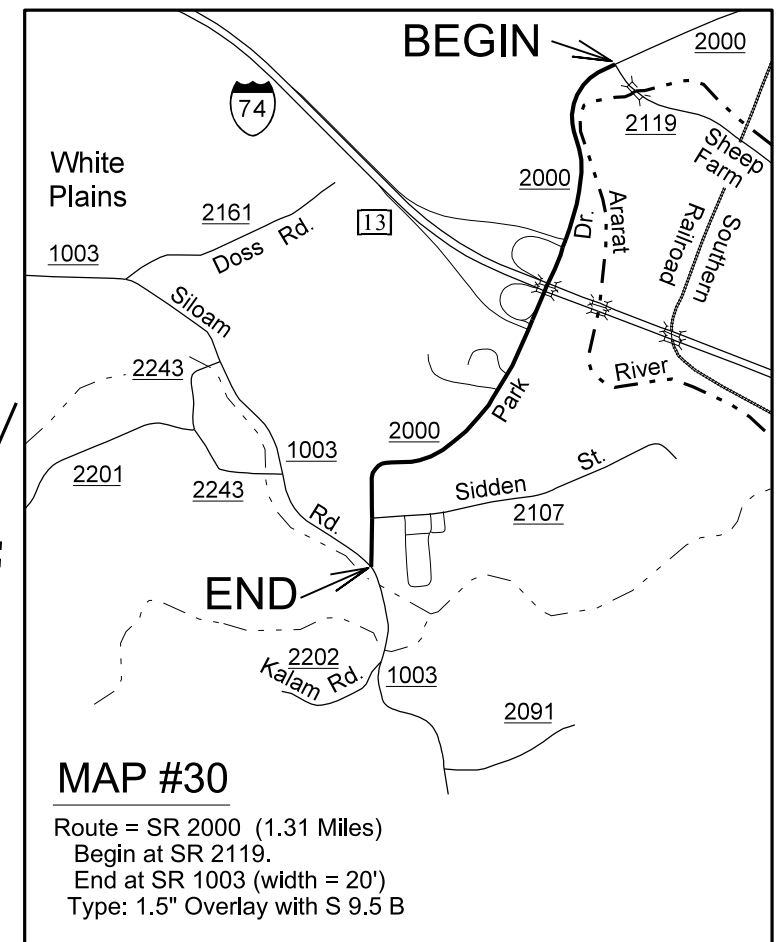 BEGIN
2000
74
2119
Sheep
Farm
White
Plains
2000
2161
Doss Rd.
13
Dr.
Ararat
Railroad
Southern
1003
Siloam
2243
River
Park
2000
1003
2201
2243
Sidden St.
2107
Rd.
END
2202
Kalam Rd.
1003
2091
MAP #30
Route = SR 2000 (1.31 Miles)
Begin at SR 2119.
End at SR 1003 (width = 20')
Type: 1.5" Overlay with S 9.5 B